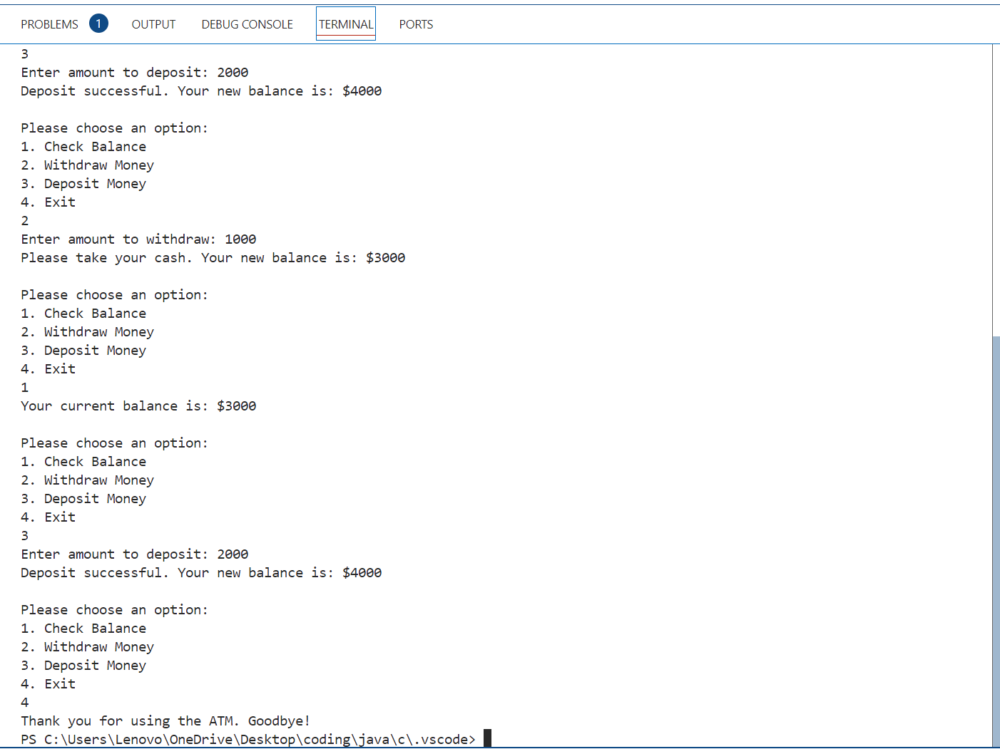 PROBLEMS 1 OUTPUT DEBUG CONSOLE TERMINAL PORTS
3
Enter amount to deposit: 2000
Deposit successful. Your new balance is: $4000
Please choose an option:
1. Check Balance
2. Withdraw Money
3. Deposit Money
4. Exit
2
Enter amount to withdraw: 1000
Please take your cash. Your new balance is: $3000
Please choose an option:
1. Check Balance
2. Withdraw Money
3. Deposit Money
4. Exit
1
Your current balance is: $3000
Please choose an option:
1. Check Balance
2. Withdraw Money
3. Deposit Money
4. Exit
3
Enter amount to deposit: 2000
Deposit successful. Your new balance is: $4000
Please choose an option:
1. Check Balance
2. Withdraw Money
3. Deposit Money
4. Exit
4
Thank you for using the ATM. Goodbye!
PS C:\Users\Lenovo\OneDrive\Desktop\coding\java\c\.vscode>